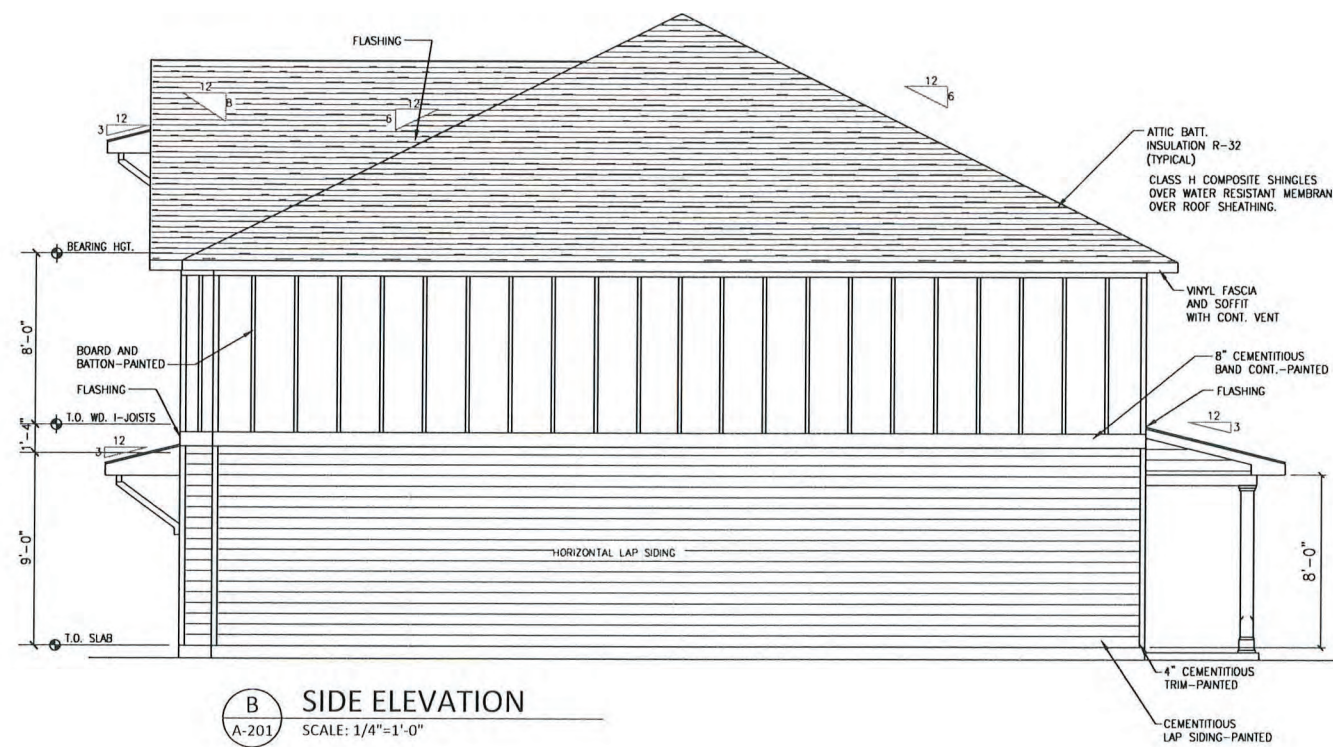 FLASHING
12
8
12
6
12
6
12
3
ATTIC BATT.
INSULATION R-32
(TYPICAL)
CLASS H COMPOSITE SHINGLES
OVER WATER RESISTANT MEMBRAN
OVER ROOF SHEATHING.
BEARING HGT.
VINYL FASCIA
AND SOFFIT
WITH CONT. VENT
8'-0"
BOARD AND
BATTON-PAINTED
8" CEMENTITIOUS
BAND CONT.-PAINTED
FLASHING
FLASHING
T.O. WD. I-JOISTS
1'-4"
12
3
12
3
9'-0"
HORIZONTAL LAP SIDING
8'-0"
T.O. SLAB
4" CEMENTITIOUS
TRIM-PAINTED
CEMENTITIOUS
LAP SIDING-PAINTED
B
A-201
SIDE ELEVATION
SCALE: 1/4"=1'-0"